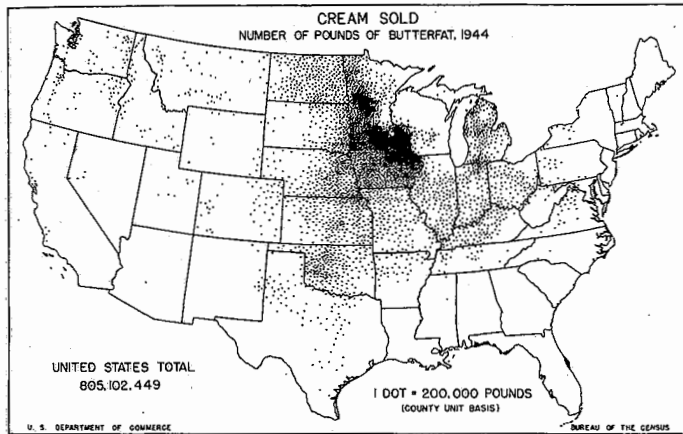 CREAM SOLD
NUMBER OF POUNDS OF BUTTERFAT, 1944
UNITED STATES TOTAL
805,102,449
1 DOT = 200,000 POUNDS
(COUNTY UNIT BASIS)
U. S. DEPARTMENT OF COMMERCE
BUREAU OF THE CENSUS